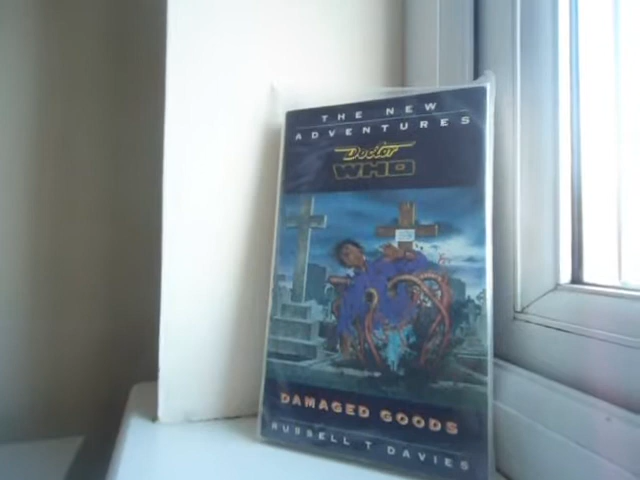 THE NEW
ADVENTURES
Doctor
WHO
DAMAGED GOODS
RUSSELL T DAVIES